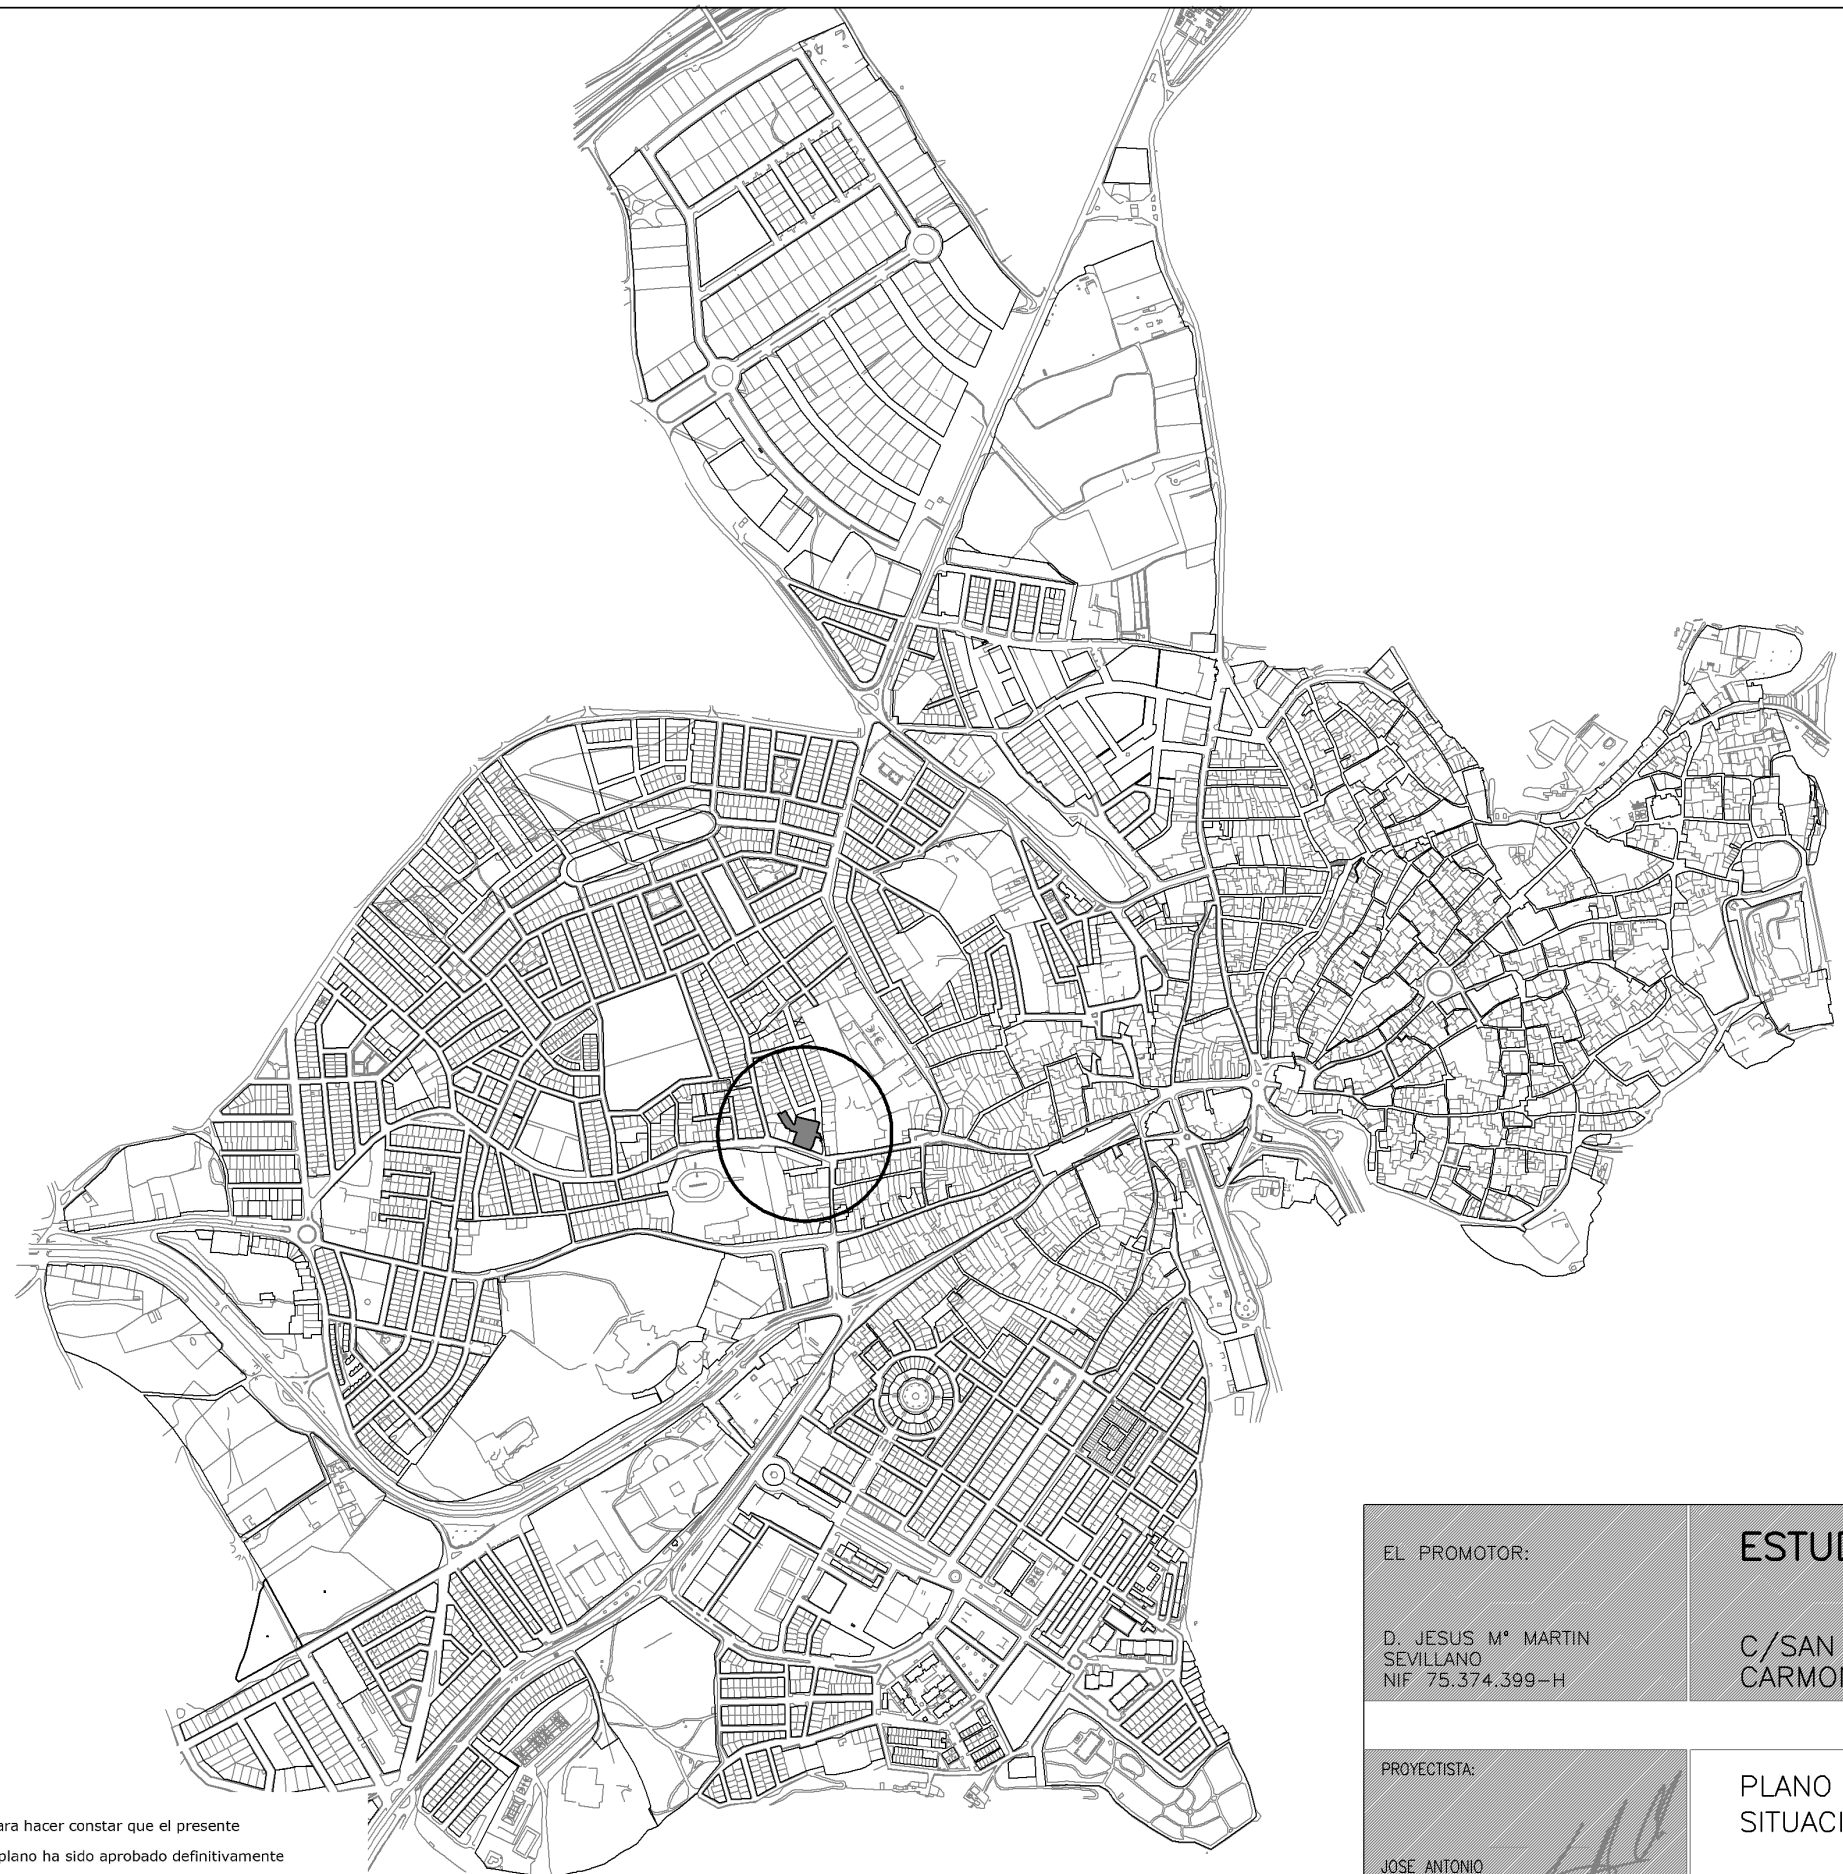 EL PROMOTOR:
D. JESUS Mª MARTIN
SEVILLANO
NIF 75.374.399-H
ESTUD
C/SAN
CARMON
PROYECTISTA:
JOSE ANTONIO
PLANO
SITUACI
ara hacer constar que el presente
plano ha sido aprobado definitivamente